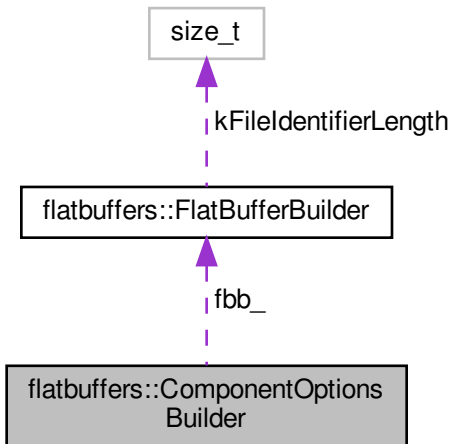 size_t
kFileIdentifierLength
flatbuffers::FlatBufferBuilder
fbb_
flatbuffers::ComponentOptions
Builder